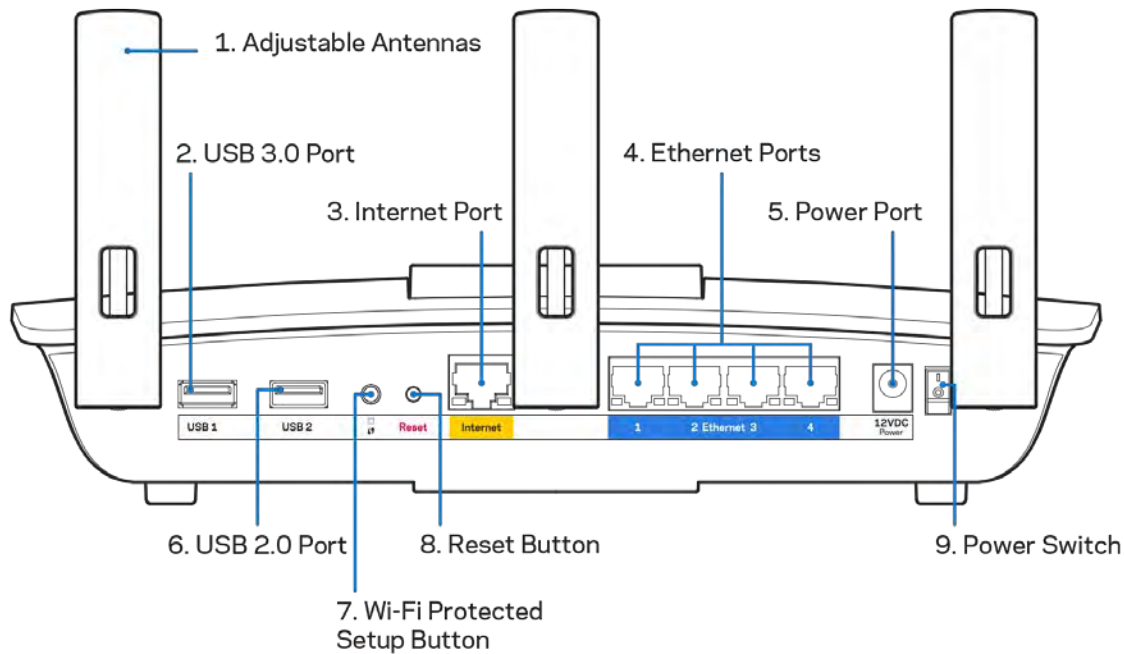 1. Adjustable Antennas
2. USB 3.0 Port
4. Ethernet Ports
3. Internet Port
5. Power Port
USB 1
USB 2
Reset
Internet
1
2 Ethernet 3
4
12VDC
Power
6. USB 2.0 Port
8. Reset Button
9. Power Switch
7. Wi-Fi Protected
Setup Button